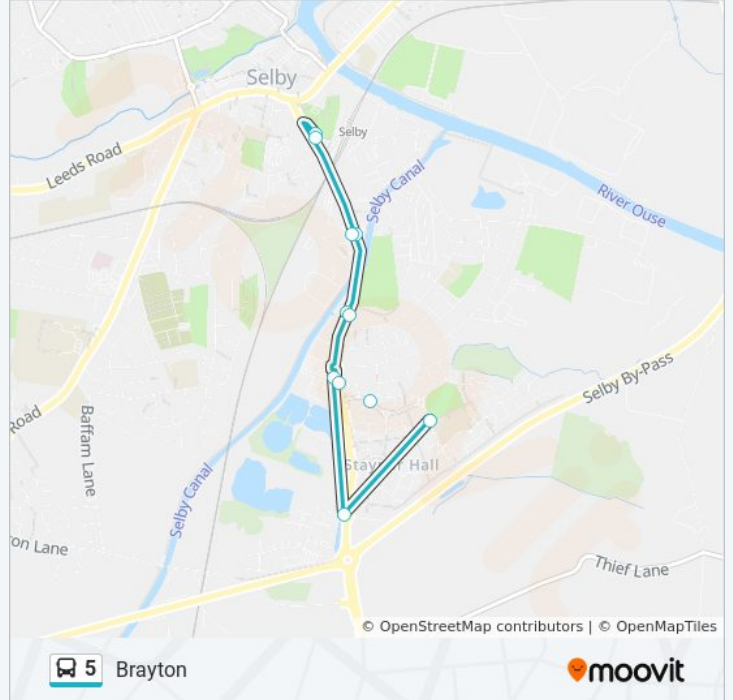 Selby
Selby
Leeds Road
Selby Canal
River Ouse
Selby By-Pass
Road
Baffam Lane
Hall
Selby Canal
Lane
Thief Lane
© OpenStreetMap contributors | © OpenMapTiles
5 Brayton
moovit